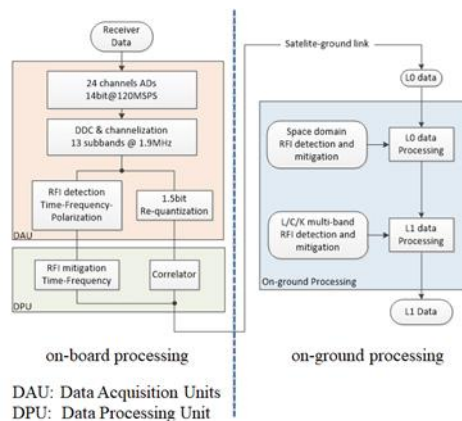 Receiver
Data
24 channels ADs
14bit@120MSPS
DDC & channelization
13 subbands @ 1.9MHz
RFI detection
Time-Frequency-
Polarization
1.5bit
Re-quantization
DAU
RFI mitigation
Time-Frequency
Correlator
DPU
on-board processing
DAU: Data Acquisition Units
DPU: Data Processing Unit
Satelite-ground link
L0 data
Space domain
RFI detection and
mitigation
L0 data
Processing
L/C/K multi-band
RFI detection and
mitigation
L1 data
Processing
On-ground Processing
L1 Data
on-ground processing